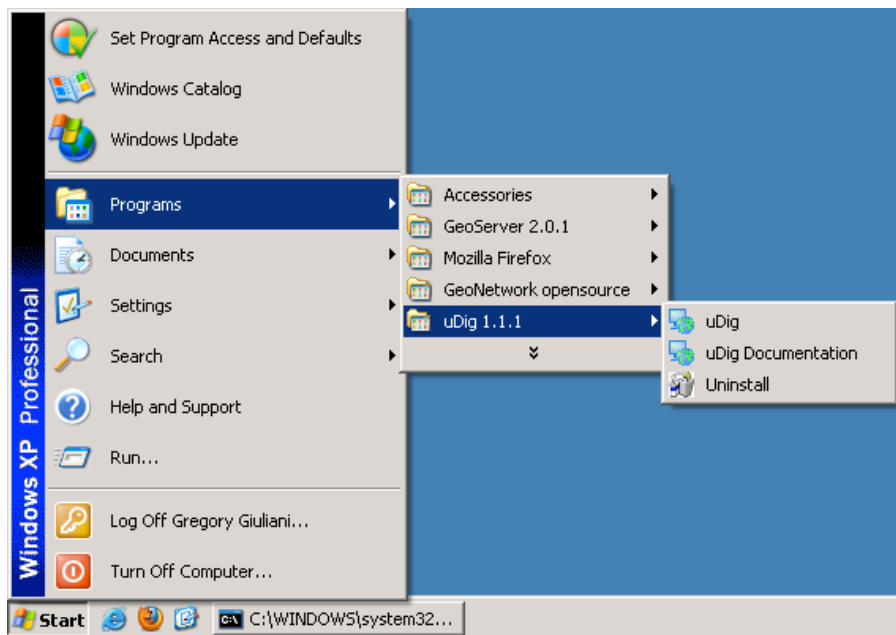 Set Program Access and Defaults
Windows Catalog
Windows Update
Programs
Documents
Settings
Search
Help and Support
Run...
Log Off Gregory Giuliani...
Turn Off Computer...
Windows XP Professional
Accessories
GeoServer 2.0.1
Mozilla Firefox
GeoNetwork opensource
uDig 1.1.1
uDig
uDig Documentation
Uninstall
Start
C:\WINDOWS\system32...